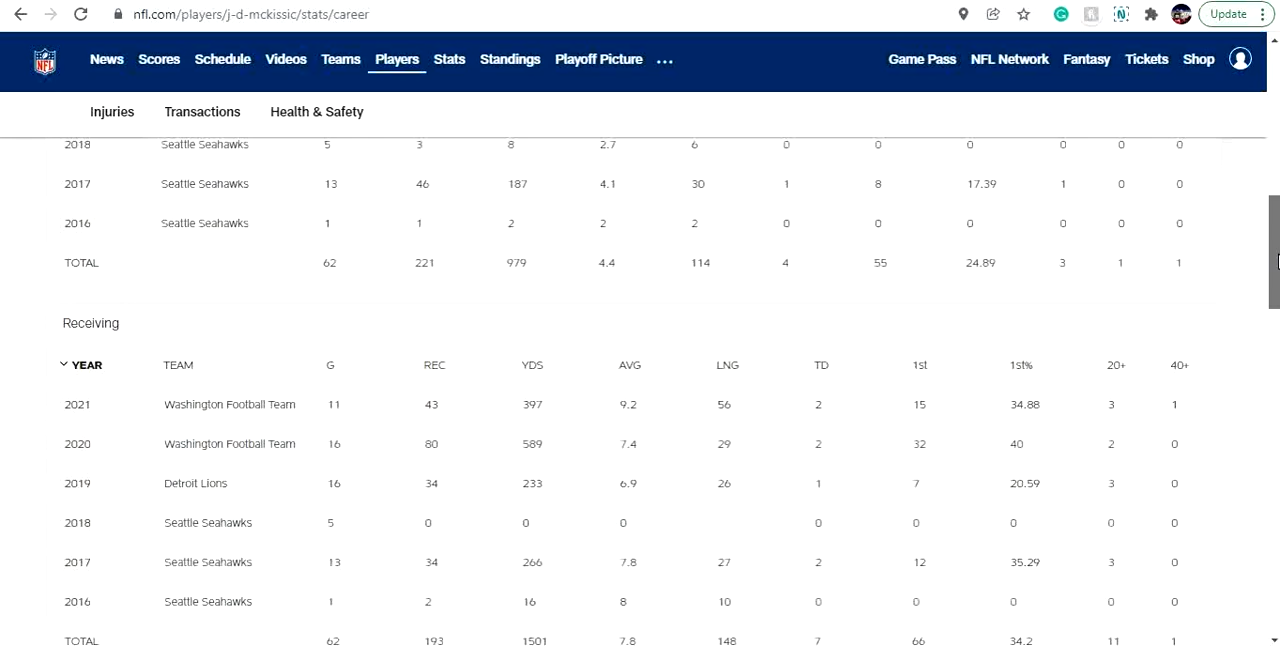 nfl.com/players/j-d-mckissic/stats/career Update
NFL News Scores Schedule Videos Teams Players Stats Standings Playoff Picture ... Game Pass NFL Network Fantasy Tickets Shop
Injuries Transactions Health & Safety
2018 Seattle Seahawks 5 3 8 2.7 6 0 0 0 0 0 0
2017 Seattle Seahawks 13 46 187 4.1 30 1 8 17.39 1 0 0
2016 Seattle Seahawks 1 1 2 2 2 0 0 0 0 0 0
TOTAL 62 221 979 4.4 114 4 55 24.89 3 1 1
Receiving
YEAR TEAM G REC YDS AVG LNG TD 1st 1st% 20+ 40+
2021 Washington Football Team 11 43 397 9.2 56 2 15 34.88 3 1
2020 Washington Football Team 16 80 589 7.4 29 2 32 40 2 0
2019 Detroit Lions 16 34 233 6.9 26 1 7 20.59 3 0
2018 Seattle Seahawks 5 0 0 0 0 0 0 0 0
2017 Seattle Seahawks 13 34 266 7.8 27 2 12 35.29 3 0
2016 Seattle Seahawks 1 2 16 8 10 0 0 0 0 0
TOTAL 62 193 1501 7.8 148 7 66 34.2 11 1